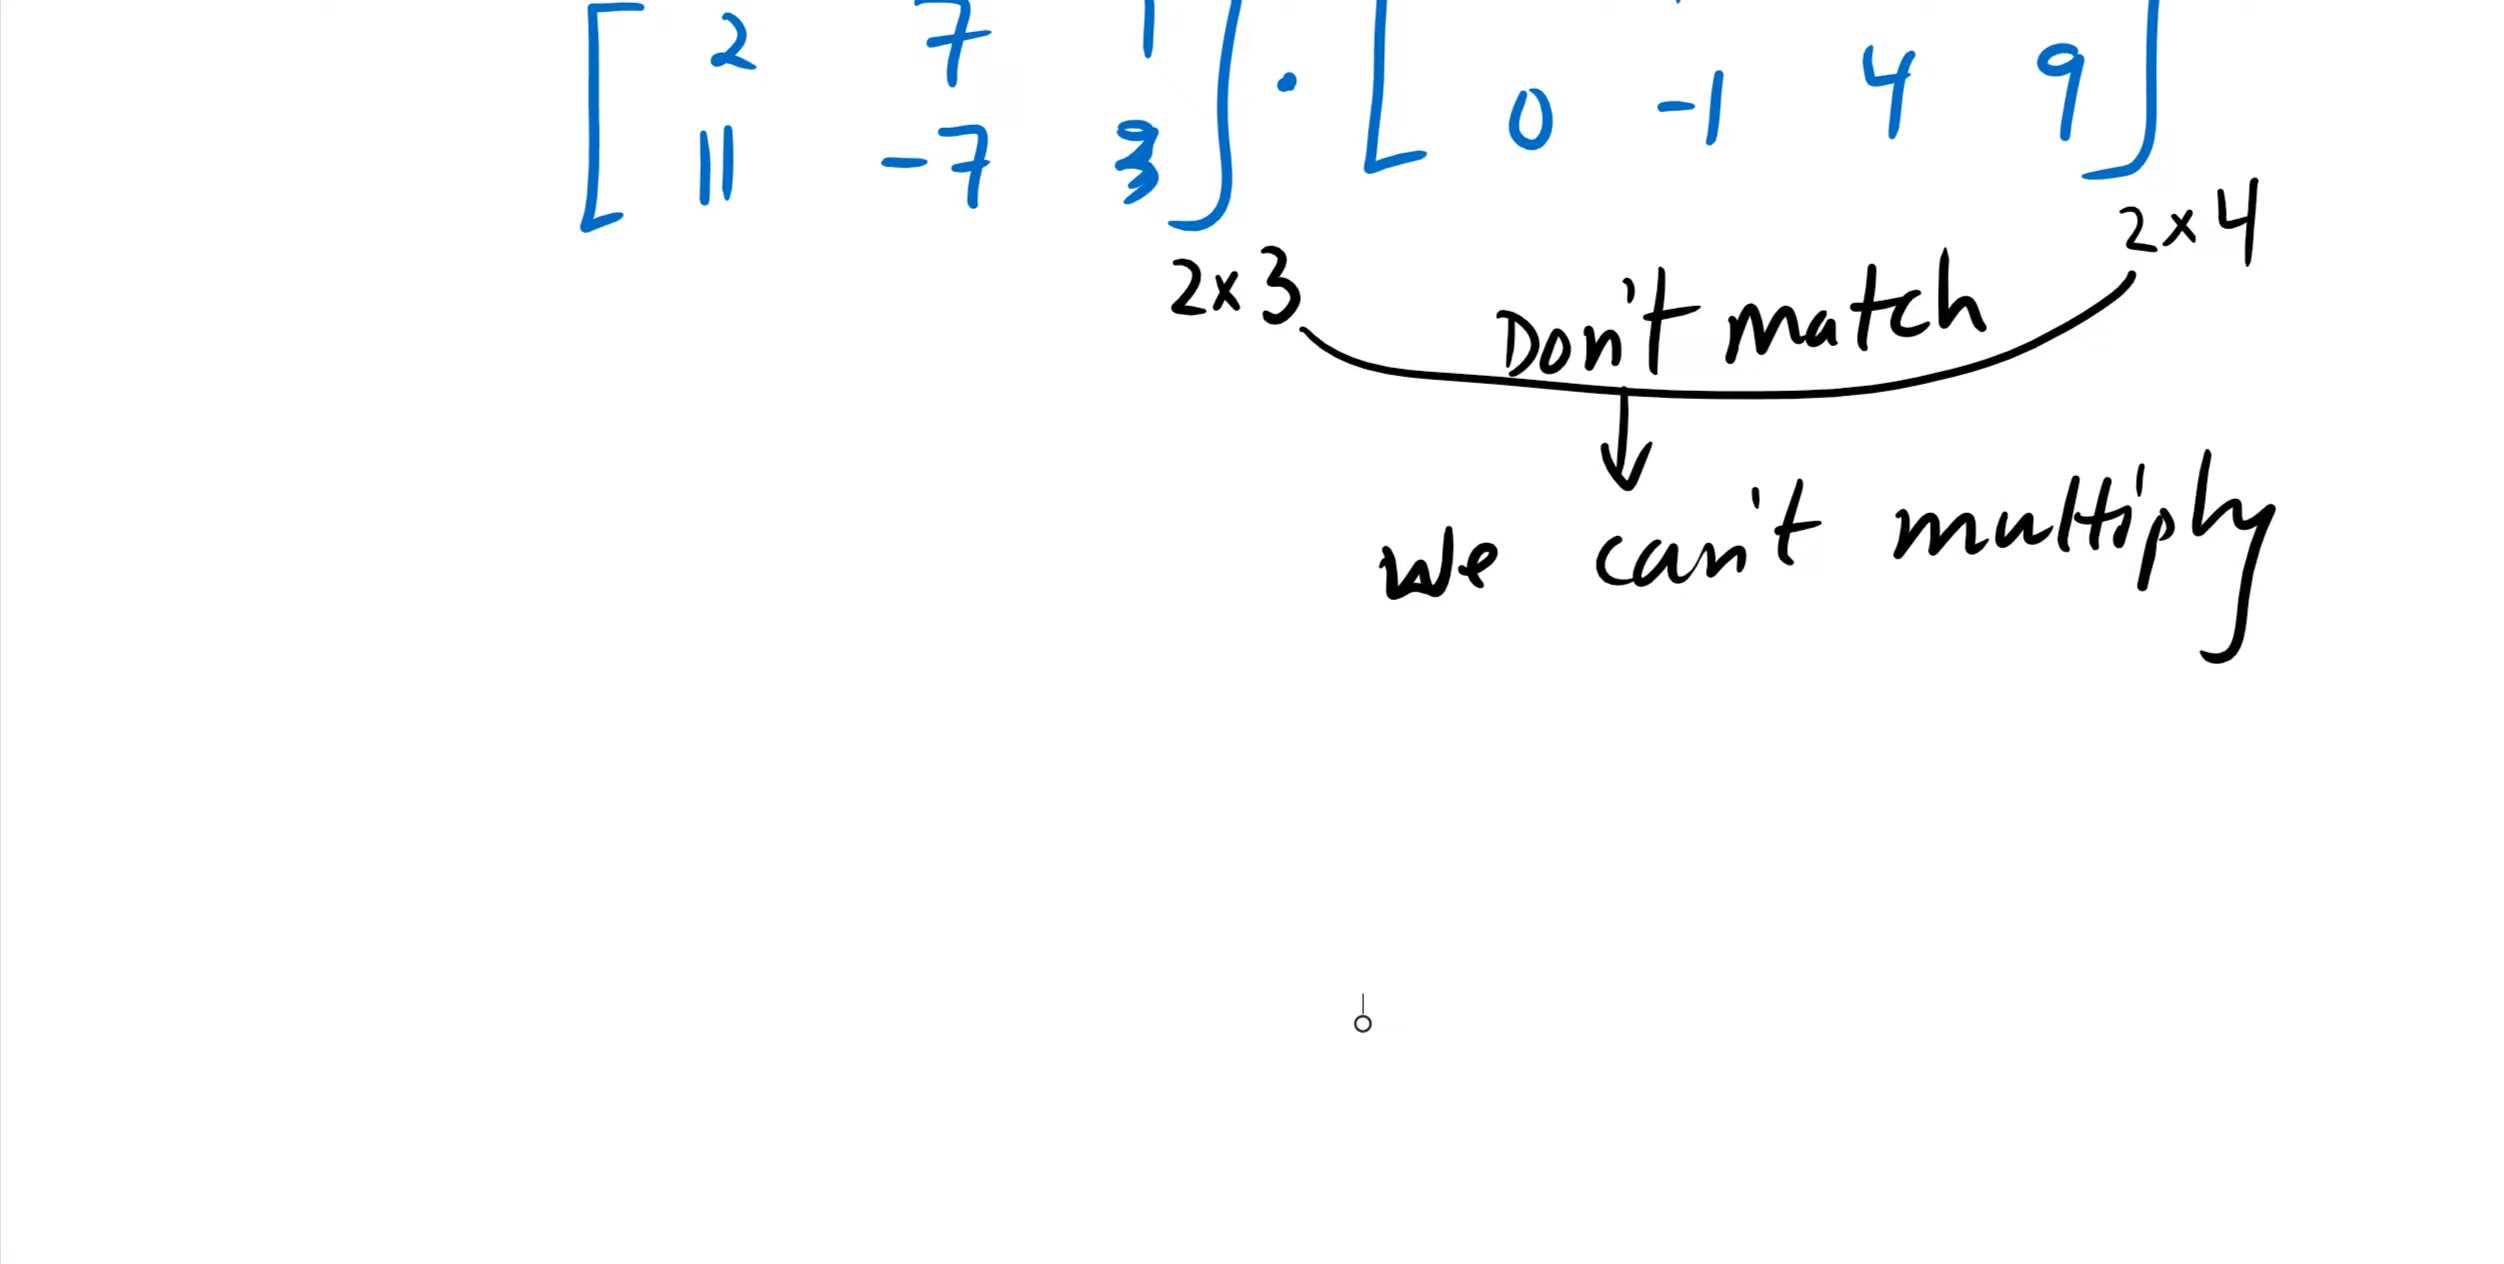 2 7 1
11 -7 3
·
0 -1 4 9
2x3
2x4
Don't match
we can't multiply